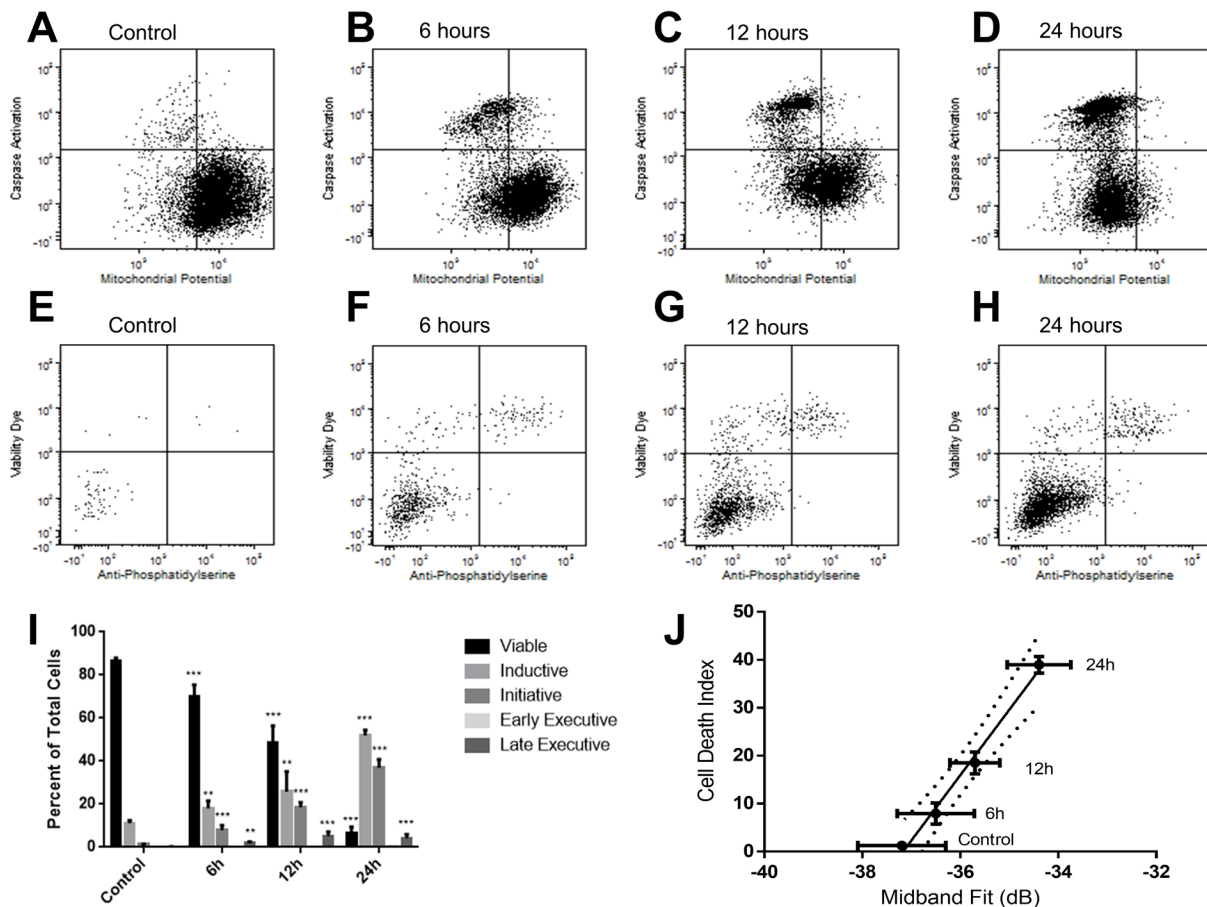 A Control
B 6 hours
C 12 hours
D 24 hours
Caspase Activation
Mitochondrial Potential
Caspase Activation
Mitochondrial Potential
Caspase Activation
Mitochondrial Potential
Caspase Activation
Mitochondrial Potential
E Control
F 6 hours
G 12 hours
H 24 hours
Viability Dye
Anti-Phosphatidylserine
Viability Dye
Anti-Phosphatidylserine
Viability Dye
Anti-Phosphatidylserine
Viability Dye
Anti-Phosphatidylserine
I
Percent of Total Cells
100
80
60
40
20
0
*** ** *** **
*** ** *** ***
*** *** ***
Control 6h 12h 24h
Viable
Inductive
Initiative
Early Executive
Late Executive
J
Cell Death Index
50
40
30
20
10
0
24h
12h
6h
Control
-40 -38 -36 -34 -32
Midband Fit (dB)